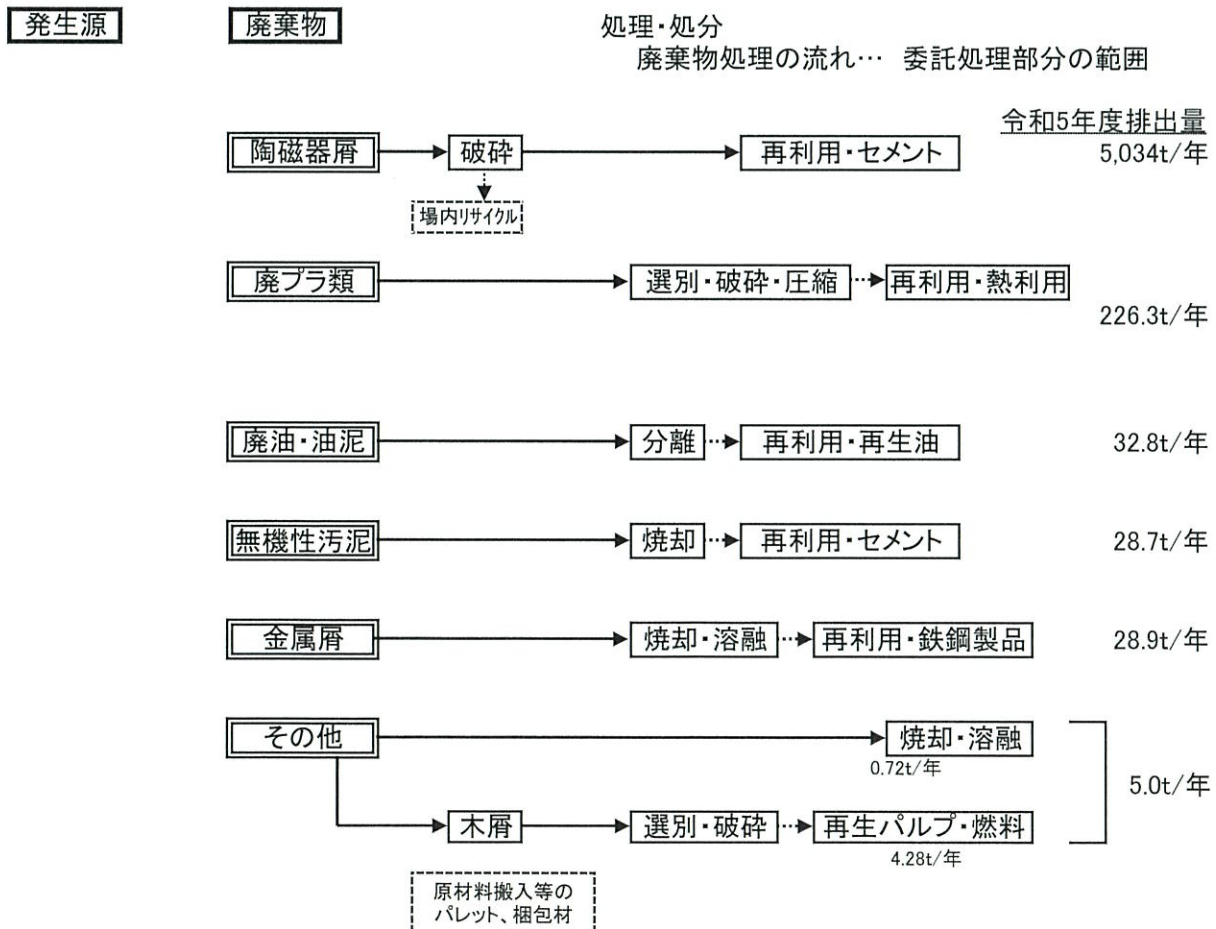 発生源 廃棄物 処理・処分
廃棄物処理の流れ… 委託処理部分の範囲
令和5年度排出量
陶磁器屑 破砕 再利用・セメント 5,034t/年
場内リサイクル
廃プラ類 選別・破砕・圧縮 再利用・熱利用
226.3t/年
廃油・油泥 分離 再利用・再生油 32.8t/年
無機性汚泥 焼却 再利用・セメント 28.7t/年
金属屑 焼却・溶融 再利用・鉄鋼製品 28.9t/年
その他 焼却・溶融
0.72t/年
5.0t/年
木屑 選別・破砕 再生パルプ・燃料
4.28t/年
原材料搬入等の
パレット、梱包材